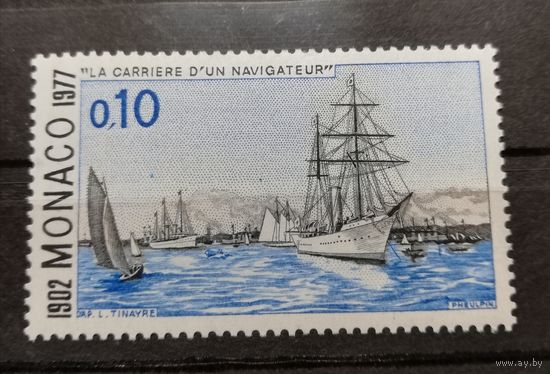 "LA CARRIERE D'UN NAVIGATEUR"
0,10
1902 MONACO 1977
AP. L. TINAYRE
PHEULPIN
www.ay.by